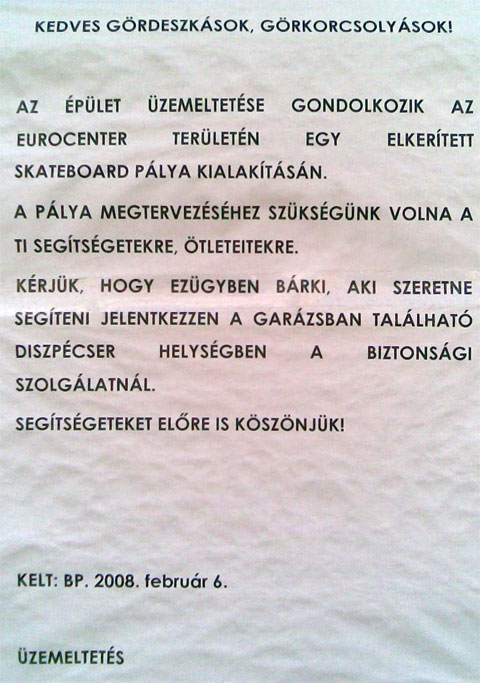 KEDVES GÖRDESZKÁSOK, GÖRKORCSOLYÁSOK!
AZ ÉPÜLET ÜZEMELTETÉSE GONDOLKOZIK AZ
EUROCENTER TERÜLETÉN EGY ELKERÍTETT
SKATEBOARD PÁLYA KIALAKÍTÁSÁN.
A PÁLYA MEGTERVEZÉSÉHEZ SZÜKSÉGÜNK VOLNA A
TI SEGÍTSÉGETEKRE, ÖTLETEITEKRE.
KÉRJÜK, HOGY EZÜGYBEN BÁRKI, AKI SZERETNE
SEGÍTENI JELENTKEZZEN A GARÁZSBAN TALÁLHATÓ
DISZPÉCSER HELYSÉGBEN A BIZTONSÁGI
SZOLGÁLATNÁL.
SEGÍTSÉGETEKET ELŐRE IS KÖSZÖNJÜK!
KELT: BP. 2008. február 6.
ÜZEMELTETÉS